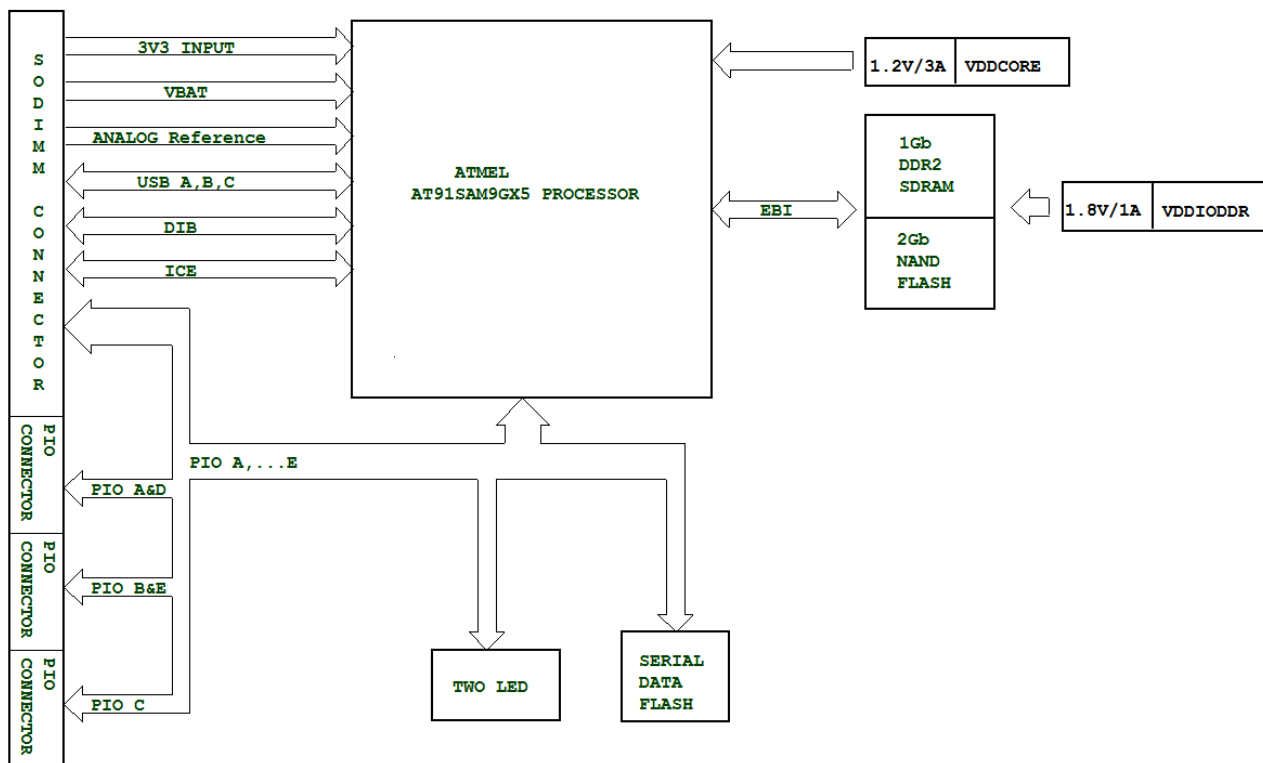 SODIMM CONNECTOR
3V3 INPUT
VBAT
ANALOG Reference
USB A,B,C
DIB
ICE
ATMEL
AT91SAM9GX5 PROCESSOR
1.2V/3A VDDCORE
EBI
1Gb
DDR2
SDRAM
2Gb
NAND
FLASH
1.8V/1A VDDIODDR
PIO A,...E
PIO
CONNECTOR
PIO A&D
PIO
CONNECTOR
PIO B&E
PIO
CONNECTOR
PIO C
TWO LED
SERIAL
DATA
FLASH